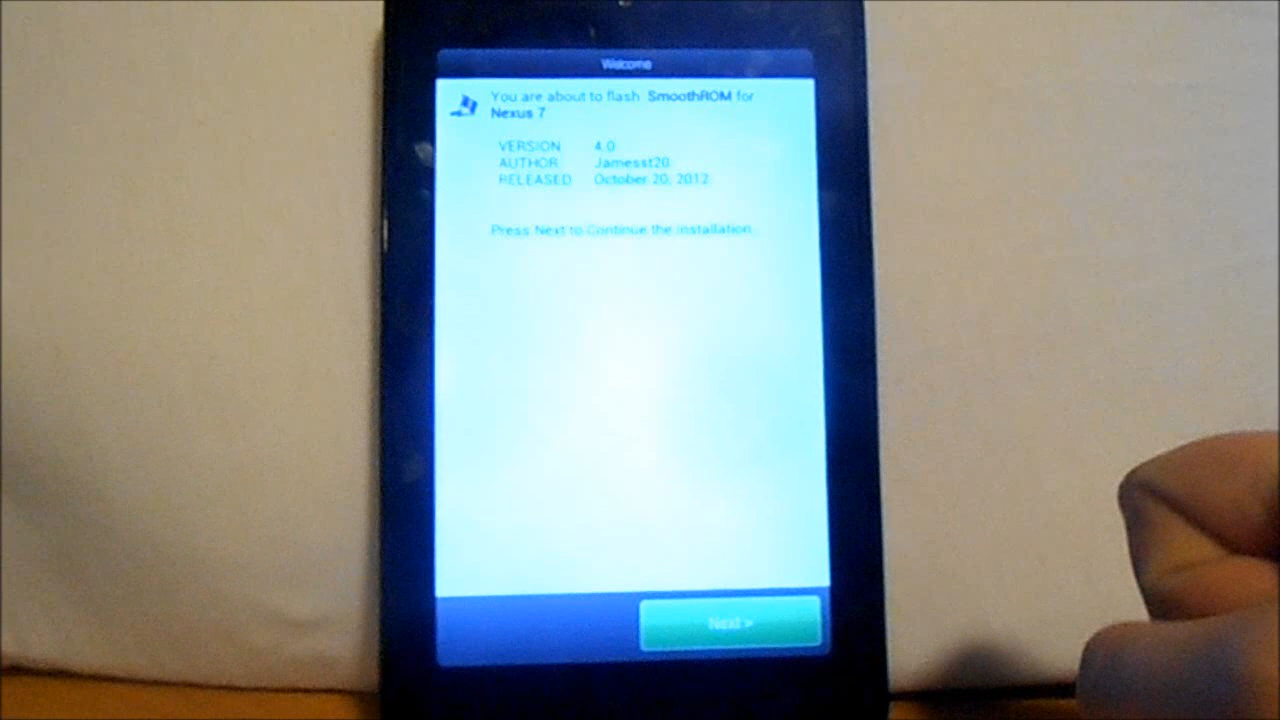 Welcome
You are about to flash SmoothROM for
Nexus 7
VERSION 4.0
AUTHOR Jamesst20
RELEASED October 20, 2012
Press Next to Continue the Installation.
Next >